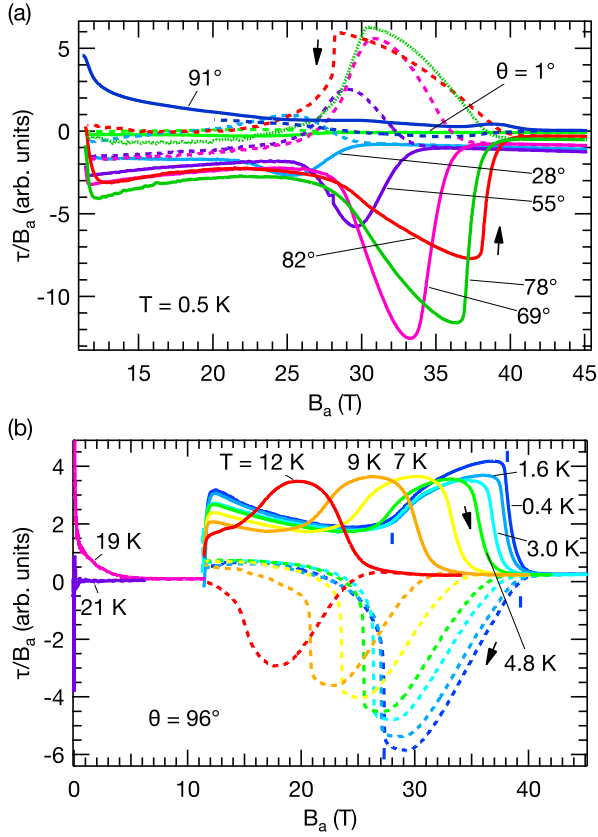 (a)
5
0
-5
-10
τ/Bₐ (arb. units)
91°
θ = 1°
28°
55°
82°
78°
69°
T = 0.5 K
15 20 25 30 35 40 45
Bₐ (T)
(b)
4
2
0
-2
-4
-6
τ/Bₐ (arb. units)
T = 12 K 9 K 7 K
1.6 K
0.4 K
3.0 K
19 K
21 K
4.8 K
θ = 96°
0 10 20 30 40
Bₐ (T)